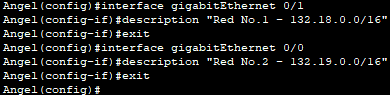 Angel(config)#interface gigabitEthernet 0/1
Angel(config-if)#description "Red No.1 - 132.18.0.0/16"
Angel(config-if)#exit
Angel(config)#interface gigabitEthernet 0/0
Angel(config-if)#description "Red No.2 - 132.19.0.0/16"
Angel(config-if)#exit
Angel(config)#